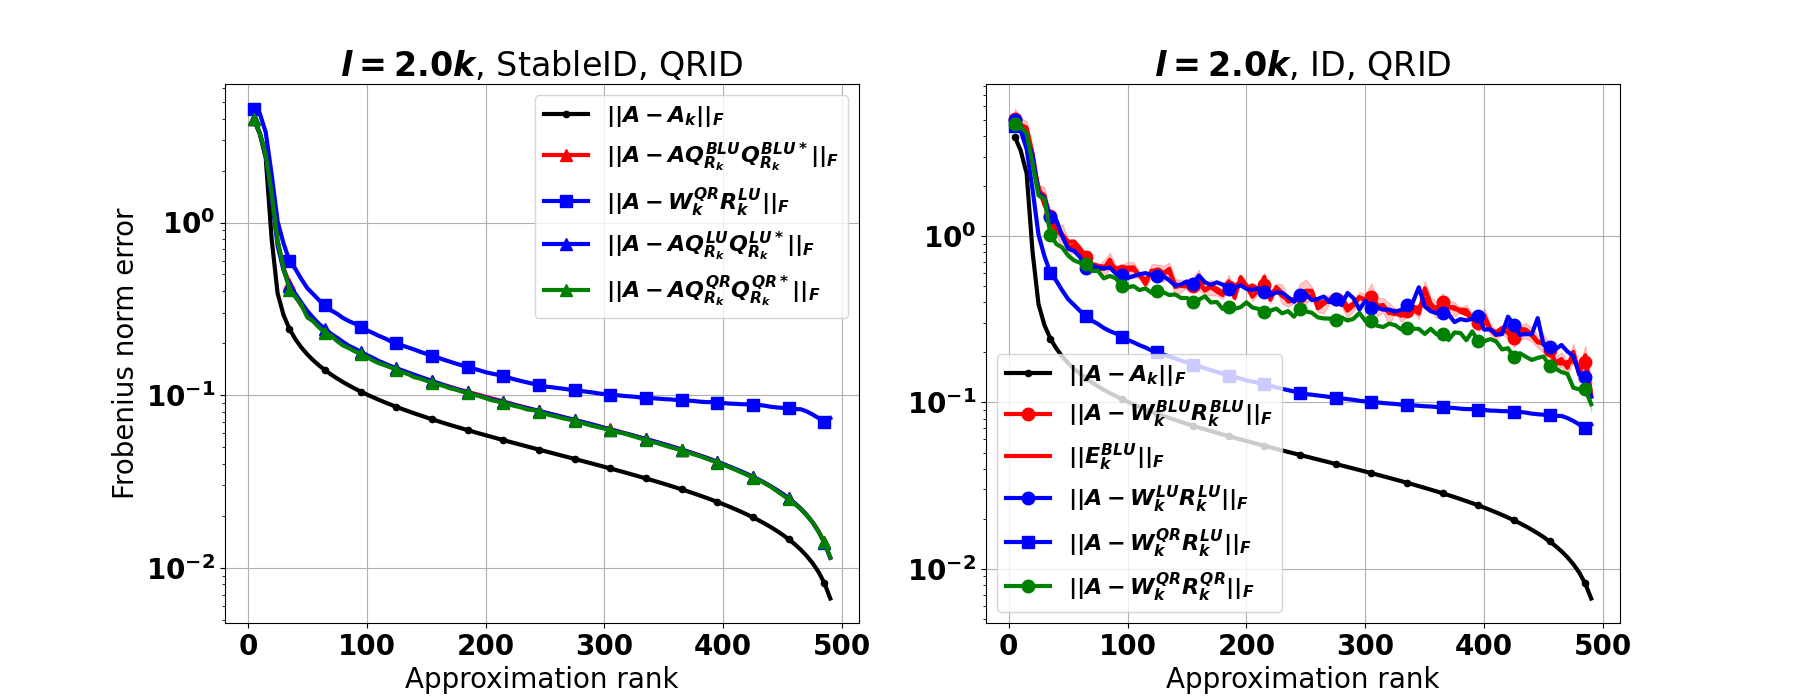 l = 2.0k, StableID, QRID
Frobenius norm error
10^0
10^-1
10^-2
||A − A_k||_F
||A − AQ^{BLU}_{R_k}Q^{BLU*}_{R_k}||_F
||A − W^{QR}_k R^{LU}_k||_F
||A − AQ^{LU}_{R_k}Q^{LU*}_{R_k}||_F
||A − AQ^{QR}_{R_k}Q^{QR*}_{R_k}||_F
0 100 200 300 400 500
Approximation rank
l = 2.0k, ID, QRID
10^0
10^-1
10^-2
||A − A_k||_F
||A − W^{BLU}_k R^{BLU}_k||_F
||E^{BLU}_k||_F
||A − W^{LU}_k R^{LU}_k||_F
||A − W^{QR}_k R^{LU}_k||_F
||A − W^{QR}_k R^{QR}_k||_F
0 100 200 300 400 500
Approximation rank